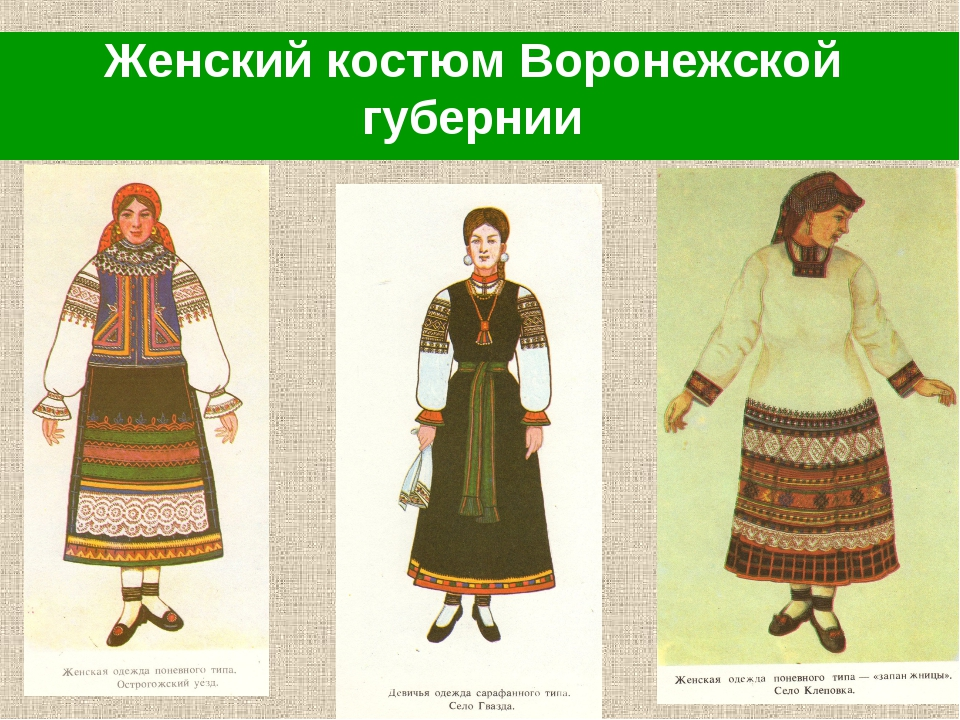 Женский костюм Воронежской
губернии
Женская одежда поневного типа.
Острогожский уезд.
Девичья одежда сарафанного типа.
Село Гвазда.
Женская одежда поневного типа — «запан жницы».
Село Клеповка.